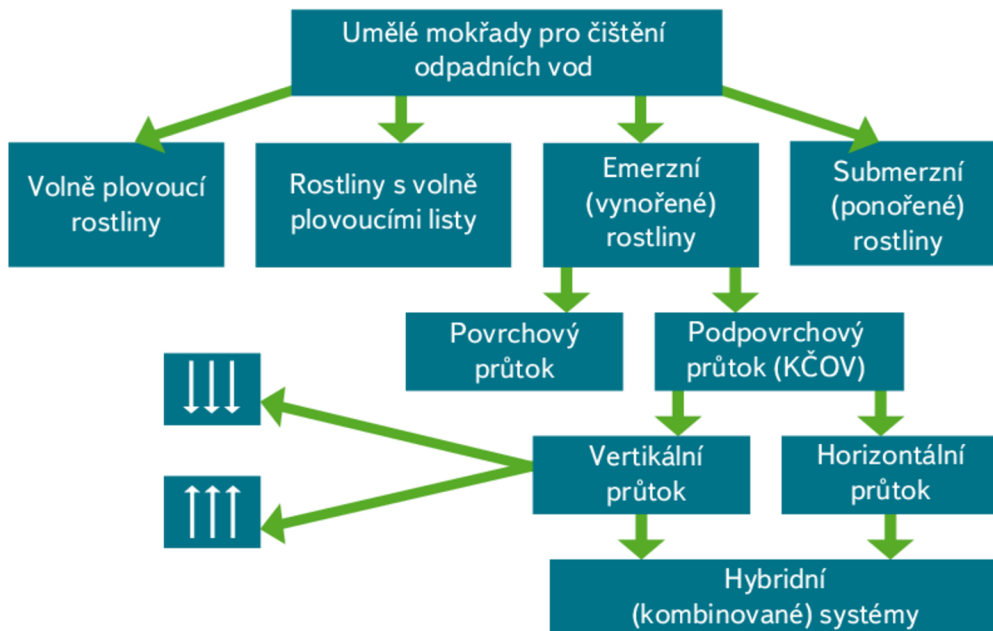 Umělé mokřady pro čištění
odpadních vod
Volně plovoucí
rostliny
Rostliny s volně
plovoucími listy
Emerzní
(vynořené)
rostliny
Submerzní
(ponořené)
rostliny
Povrchový
průtok
Podpovrchový
průtok (KČOV)
Vertikální
průtok
Horizontální
průtok
Hybridní
(kombinované) systémy